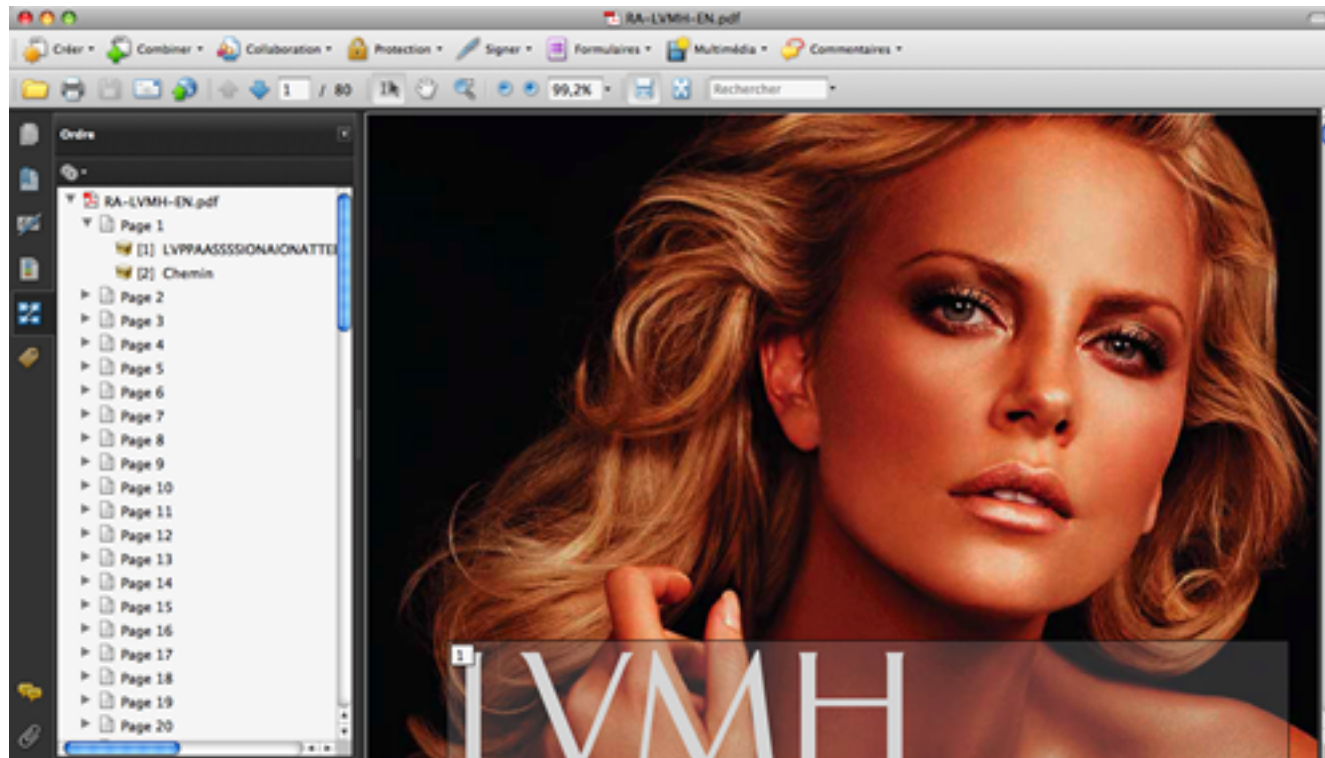 RA-LVMH-EN.pdf
Créer Combiner Collaboration Protection Signer Formulaires Multimédia Commentaires
1 / 80 99,2% Rechercher
Ordre
RA-LVMH-EN.pdf
Page 1
[1] LVPPAASSSSIONAIONATTE
[2] Chemin
Page 2
Page 3
Page 4
Page 5
Page 6
Page 7
Page 8
Page 9
Page 10
Page 11
Page 12
Page 13
Page 14
Page 15
Page 16
Page 17
Page 18
Page 19
Page 20
1
LVMH